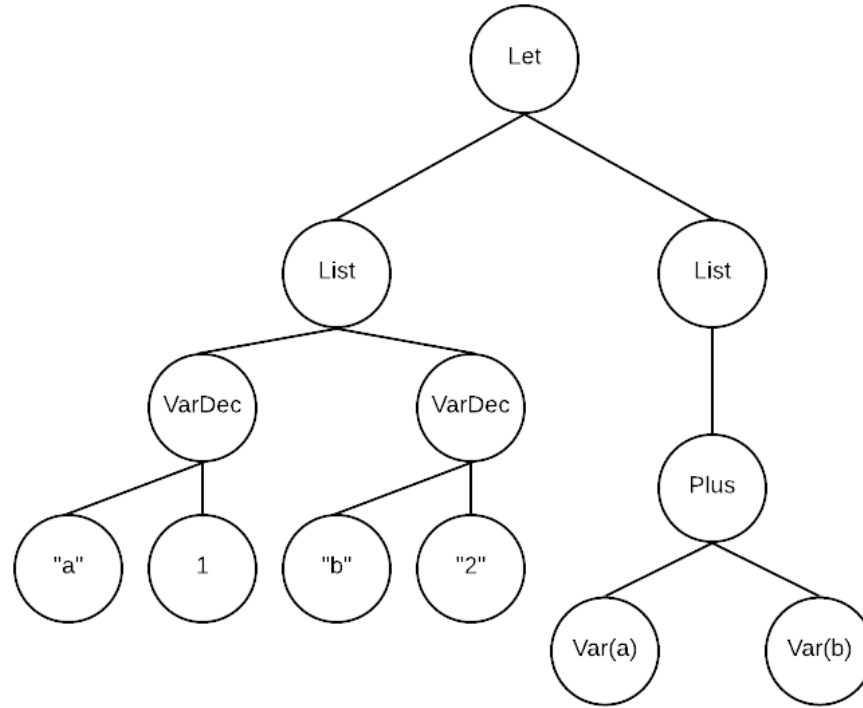 Let
List
List
VarDec
VarDec
Plus
"a"
1
"b"
"2"
Var(a)
Var(b)